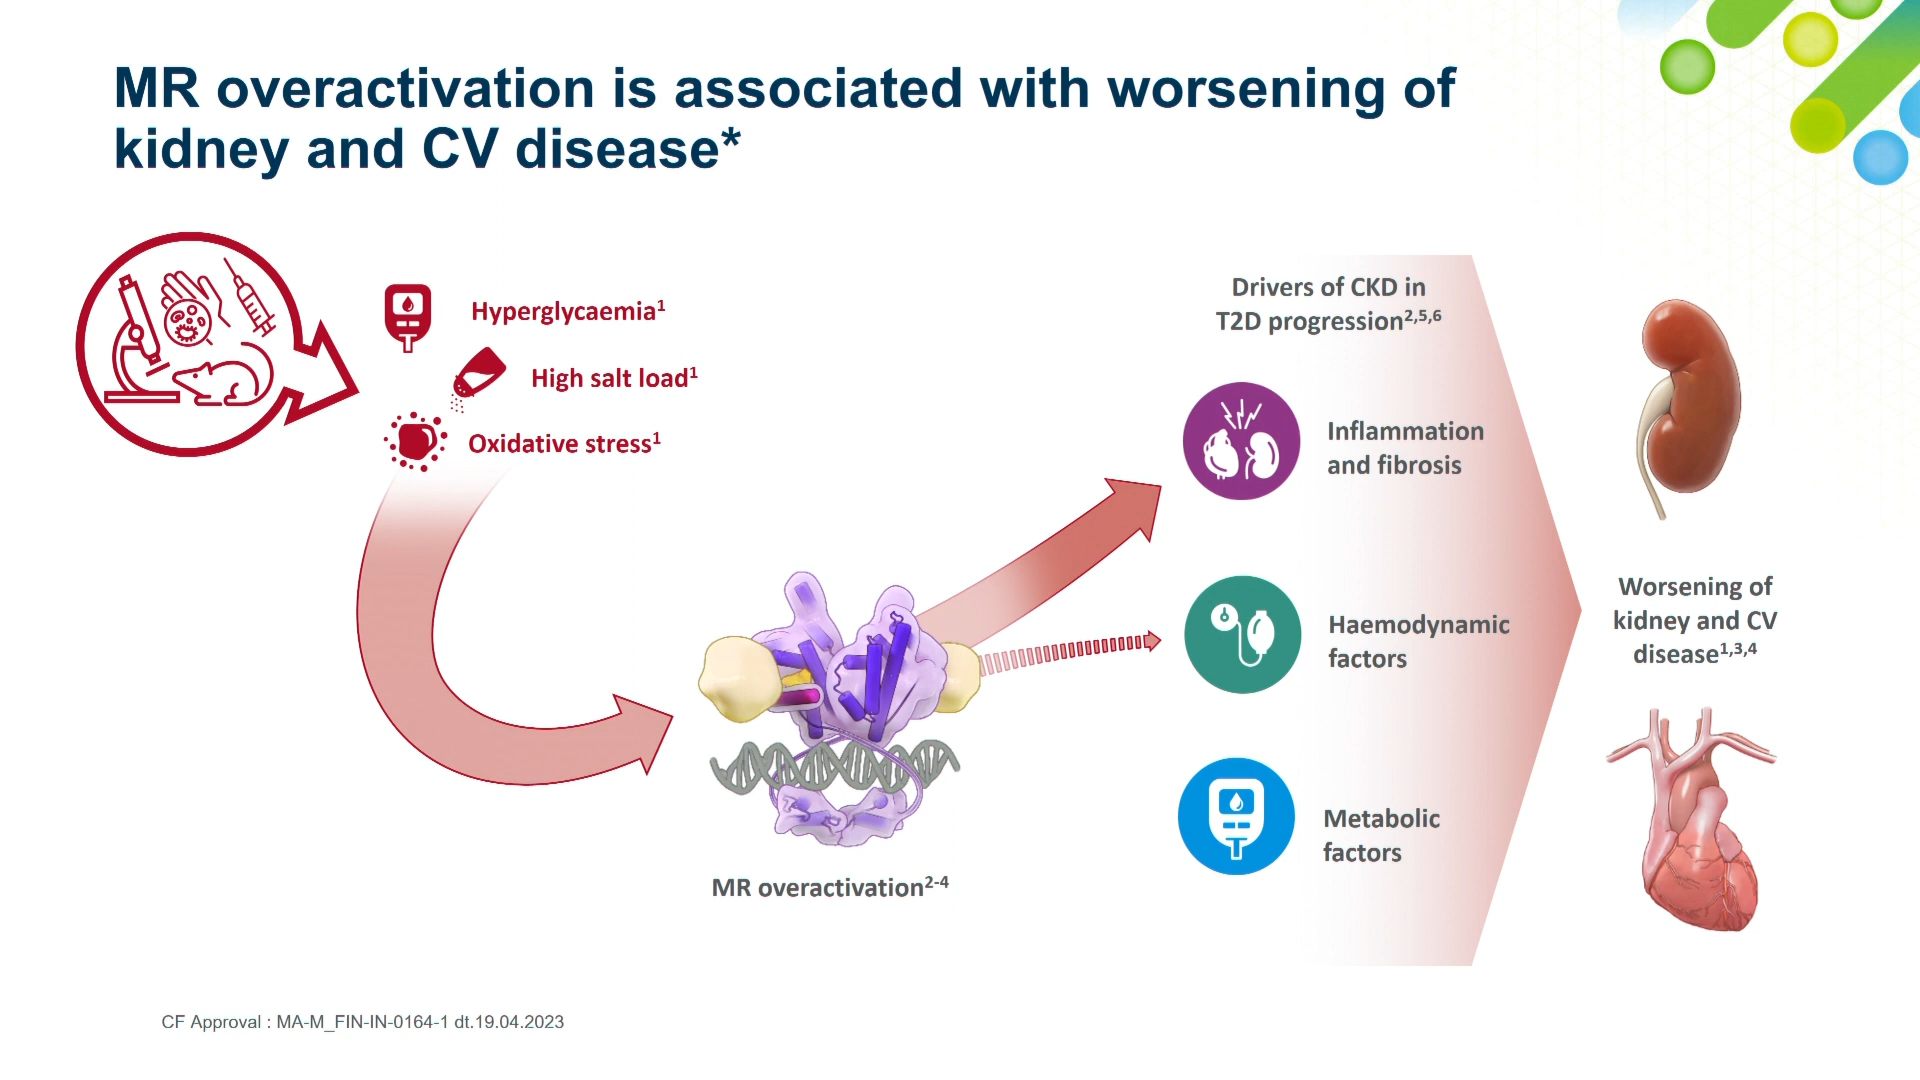 MR overactivation is associated with worsening of
kidney and CV disease*
Hyperglycaemia1
High salt load1
Oxidative stress1
MR overactivation2-4
Drivers of CKD in
T2D progression2,5,6
Inflammation
and fibrosis
Haemodynamic
factors
Metabolic
factors
Worsening of
kidney and CV
disease1,3,4
CF Approval : MA-M_FIN-IN-0164-1 dt.19.04.2023